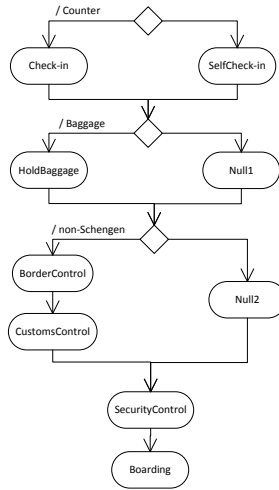 / Counter
Check-in
SelfCheck-in
/ Baggage
HoldBaggage
Null1
/ non-Schengen
BorderControl
Null2
CustomsControl
SecurityControl
Boarding